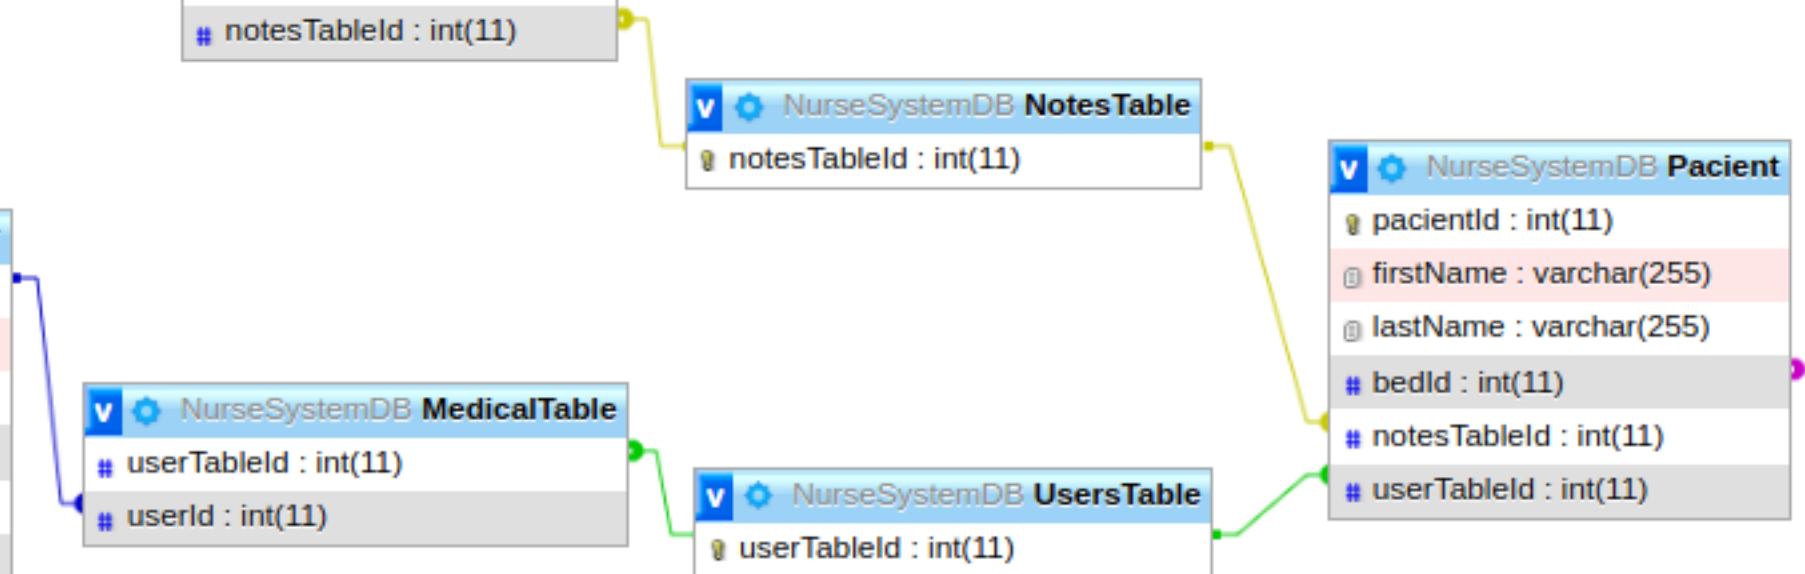 notesTableId : int(11)
v NurseSystemDB NotesTable
notesTableId : int(11)
v NurseSystemDB Pacient
pacientId : int(11)
firstName : varchar(255)
lastName : varchar(255)
# bedId : int(11)
# notesTableId : int(11)
# userTableId : int(11)
v NurseSystemDB MedicalTable
# userTableId : int(11)
# userId : int(11)
v NurseSystemDB UsersTable
userTableId : int(11)